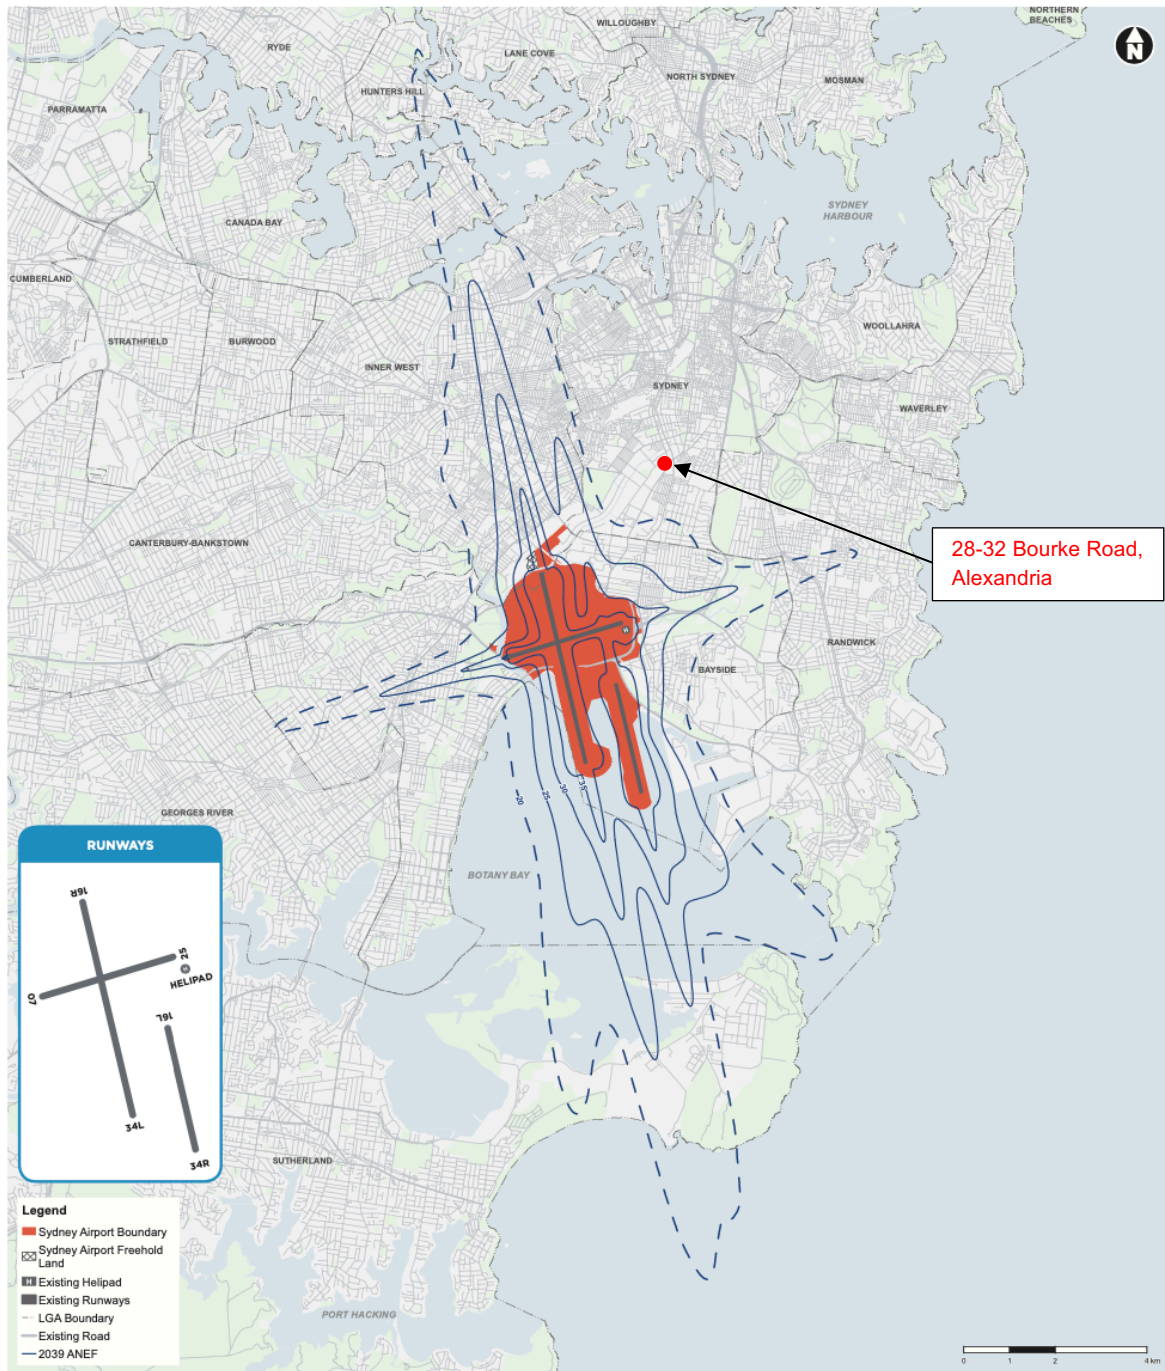 NORTHERN
BEACHES
WILLOUGHBY
RYDE
LANE COVE
N
NORTH SYDNEY
MOSMAN
HUNTERS HILL
PARRAMATTA
SYDNEY
HARBOUR
CANADA BAY
CUMBERLAND
WOOLLAHRA
STRATHFIELD
BURWOOD
INNER WEST
SYDNEY
WAVERLEY
28-32 Bourke Road,
Alexandria
CANTERBURY-BANKSTOWN
H
RANDWICK
BAYSIDE
20
25
30
35
GEORGES RIVER
BOTANY BAY
RUNWAYS
16R
25
H
HELIPAD
07
16L
34L
34R
SUTHERLAND
PORT HACKING
Legend
Sydney Airport Boundary
Sydney Airport Freehold
Land
H Existing Helipad
Existing Runways
LGA Boundary
Existing Road
2039 ANEF
0 1 2 4 km